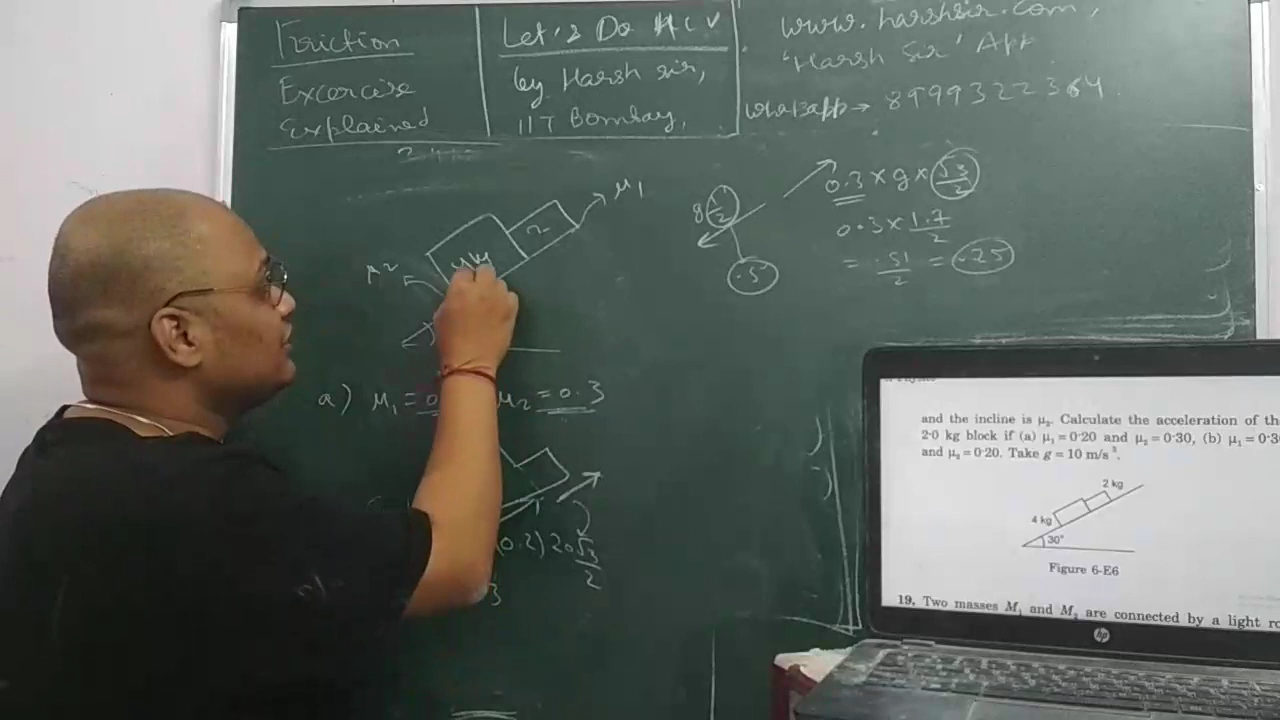 Friction
Excercise
Explained
Let's Do HCV
by Harsh sir,
IIT Bombay,
www.harshsir.com,
'Harsh Sir' App
whatsapp → 8999322364
2
μ1
μ2
a) μ1 = 0 μ2 = 0.3
(0.2) 20 √3/2
3
g 1/2
.5
0.3 × g × √3/2
0.3 × 1.7/2
= .51/2 = .25
and the incline is μ2. Calculate the acceleration of th
2·0 kg block if (a) μ1 = 0·20 and μ2 = 0·30, (b) μ1 = 0·3
and μ2 = 0·20. Take g = 10 m/s².
2 kg
4 kg
30°
Figure 6-E6
19. Two masses M1 and M2 are connected by a light ro
hp